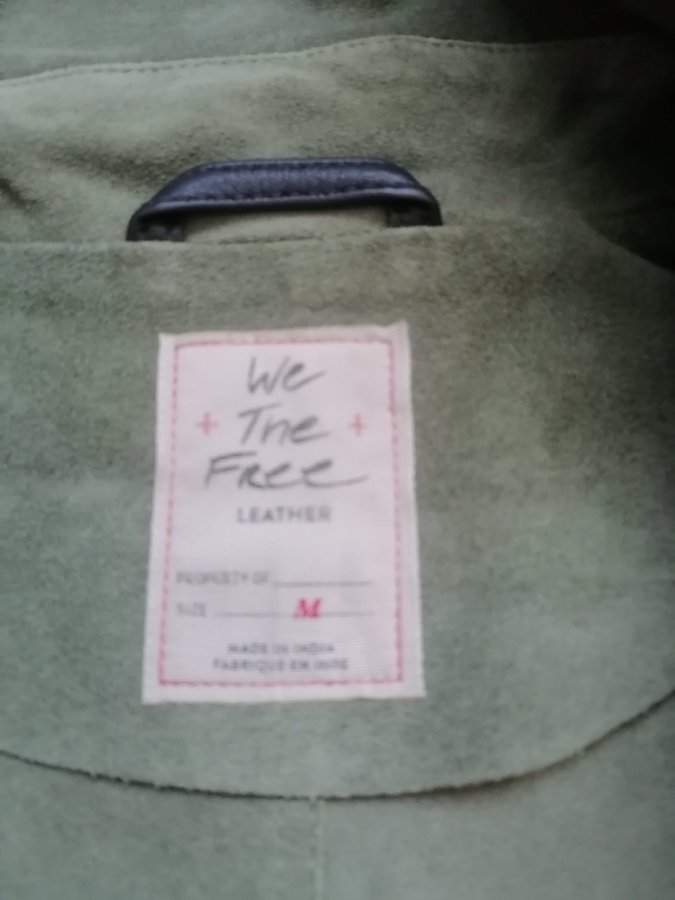 We
+ The +
Free
LEATHER
PROPERTY OF
SIZE M
MADE IN INDIA
FABRIQUÉ EN INDE